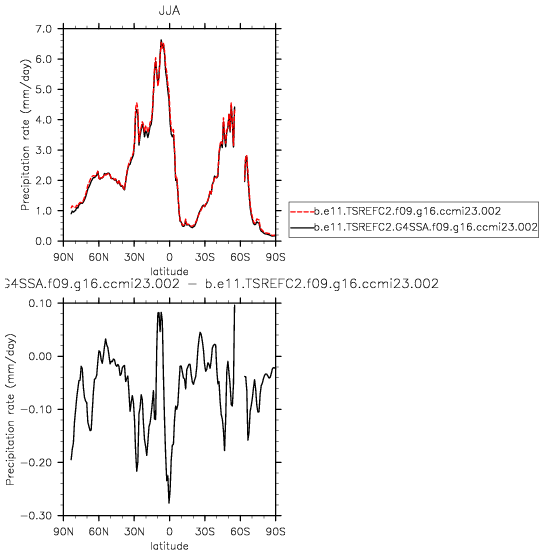 JJA
7.0
6.0
5.0
4.0
3.0
2.0
1.0
0.0
Precipitation rate (mm/day)
90N 60N 30N 0 30S 60S 90S
latitude
b.e11.TSREFC2.f09.g16.ccmi23.002
b.e11.TSREFC2.G4SSA.f09.g16.ccmi23.002
G4SSA.f09.g16.ccmi23.002 − b.e11.TSREFC2.f09.g16.ccmi23.002
0.10
0.00
−0.10
−0.20
−0.30
Precipitation rate (mm/day)
90N 60N 30N 0 30S 60S 90S
latitude